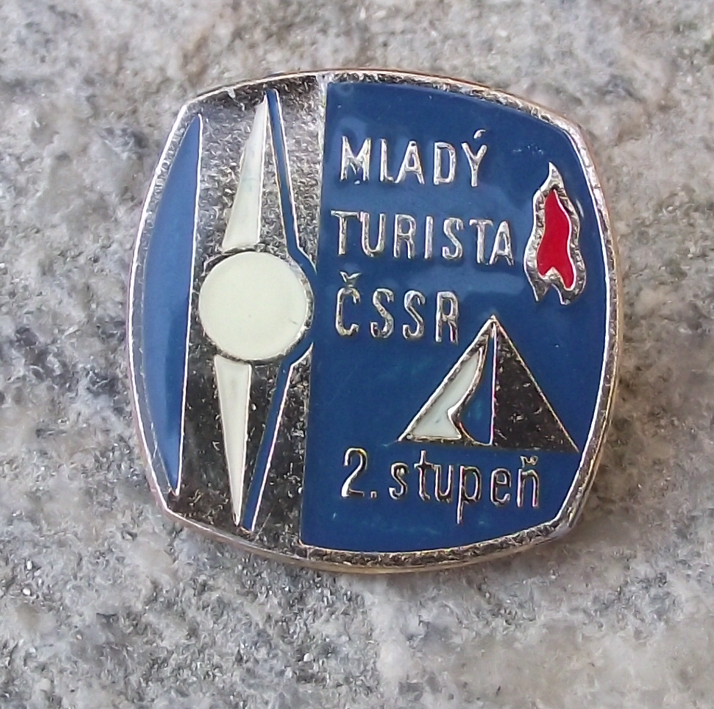 MLADÝ
TURISTA
ČSSR
2. stupeň